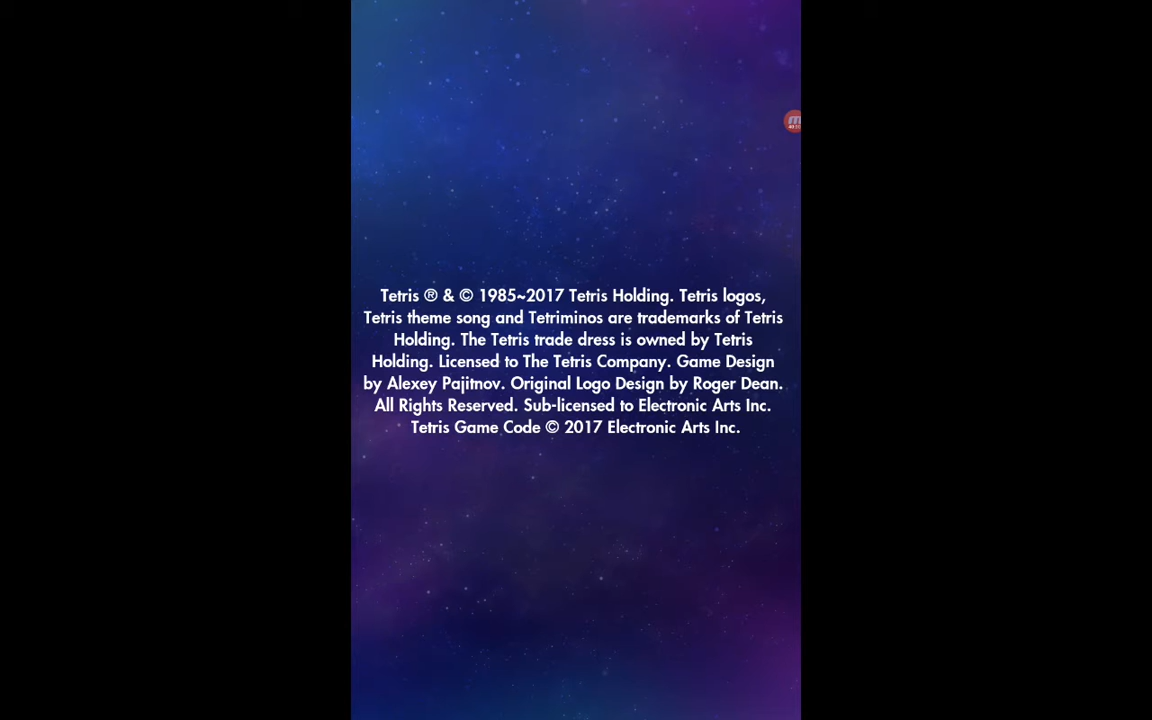 Tetris ® & © 1985~2017 Tetris Holding. Tetris logos,
Tetris theme song and Tetriminos are trademarks of Tetris
Holding. The Tetris trade dress is owned by Tetris
Holding. Licensed to The Tetris Company. Game Design
by Alexey Pajitnov. Original Logo Design by Roger Dean.
All Rights Reserved. Sub-licensed to Electronic Arts Inc.
Tetris Game Code © 2017 Electronic Arts Inc.